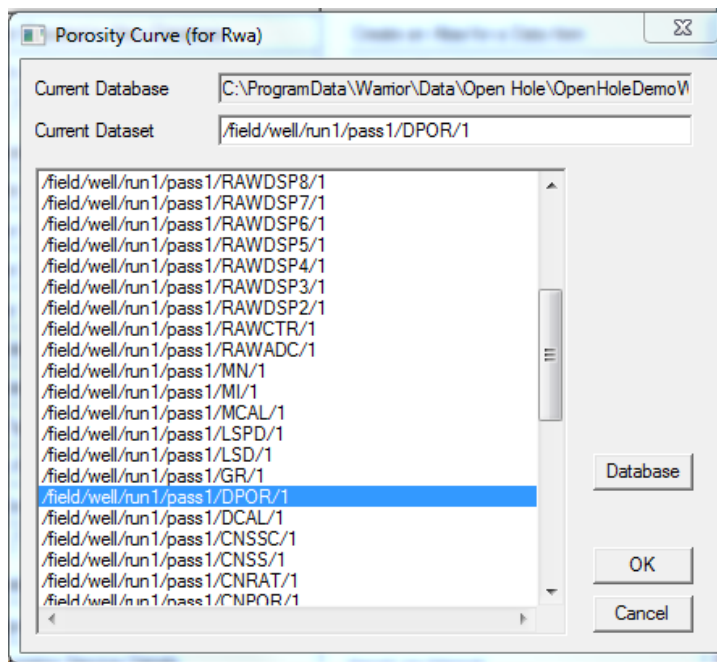 Porosity Curve (for Rwa)
Current Database
C:\ProgramData\Warrior\Data\Open Hole\OpenHoleDemoW
Current Dataset
/field/well/run1/pass1/DPOR/1
/field/well/run1/pass1/RAWDSP8/1
/field/well/run1/pass1/RAWDSP7/1
/field/well/run1/pass1/RAWDSP6/1
/field/well/run1/pass1/RAWDSP5/1
/field/well/run1/pass1/RAWDSP4/1
/field/well/run1/pass1/RAWDSP3/1
/field/well/run1/pass1/RAWDSP2/1
/field/well/run1/pass1/RAWCTR/1
/field/well/run1/pass1/RAWADC/1
/field/well/run1/pass1/MN/1
/field/well/run1/pass1/MI/1
/field/well/run1/pass1/MCAL/1
/field/well/run1/pass1/LSPD/1
/field/well/run1/pass1/LSD/1
/field/well/run1/pass1/GR/1
/field/well/run1/pass1/DPOR/1
/field/well/run1/pass1/DCAL/1
/field/well/run1/pass1/CNSSC/1
/field/well/run1/pass1/CNSS/1
/field/well/run1/pass1/CNRAT/1
/field/well/run1/pass1/CNPOR/1
Database
OK
Cancel